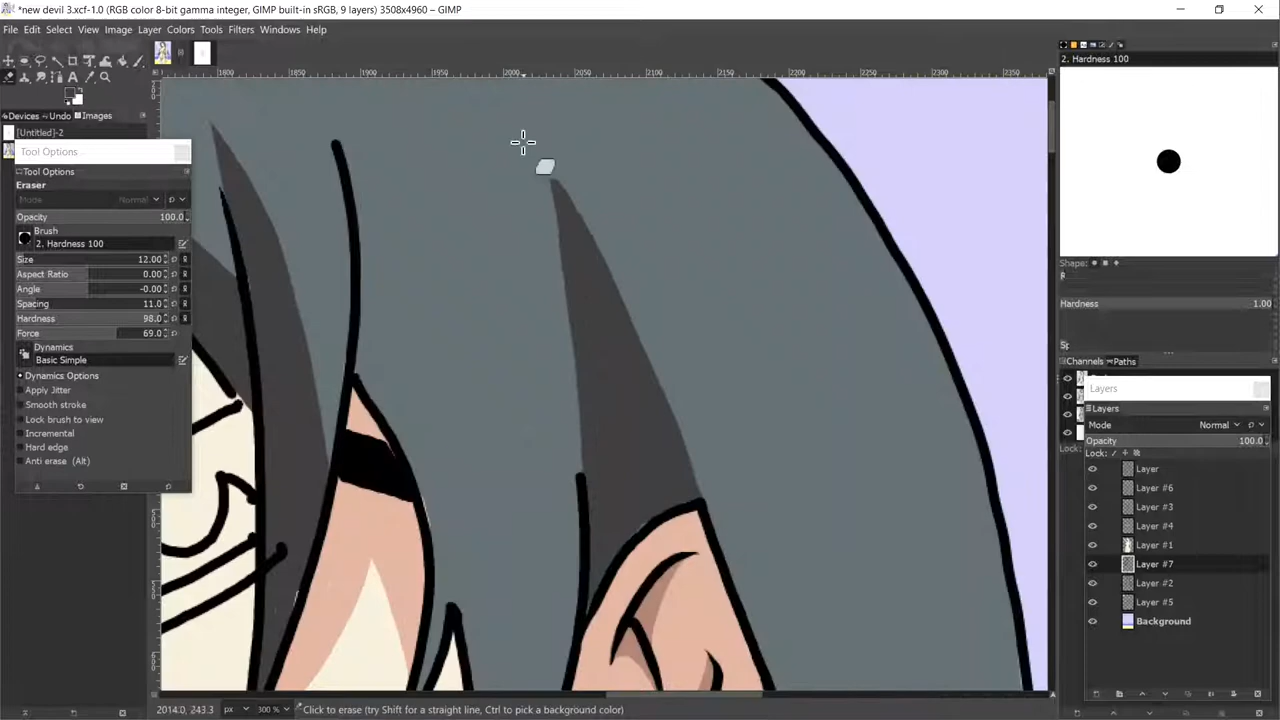 *new devil 3.xcf-1.0 (RGB color 8-bit gamma integer, GIMP built-in sRGB, 9 layers) 3508x4960 – GIMP
File Edit Select View Image Layer Colors Tools Filters Windows Help
1800 1850 1900 1950 2000 2050 2100 2150 2200 2250 2300 2350
2. Hardness 100
Devices Undo Images
[Untitled]-2
Tool Options
Tool Options
Eraser
Mode Normal
Opacity 100.0
Brush
2. Hardness 100
Size 12.00
Aspect Ratio 0.00
Angle -0.00
Spacing 11.0
Hardness 98.0
Force 69.0
Dynamics
Basic Simple
Dynamics Options
Apply Jitter
Smooth stroke
Lock brush to view
Incremental
Hard edge
Anti erase (Alt)
Shape:
Hardness 1.00
Channels Paths
Layers
Layers
Mode Normal
Opacity 100.0
Lock:
Layer
Layer #6
Layer #3
Layer #4
Layer #1
Layer #7
Layer #2
Layer #5
Background
2014.0, 243.3 px 300 % Click to erase (try Shift for a straight line, Ctrl to pick a background color)